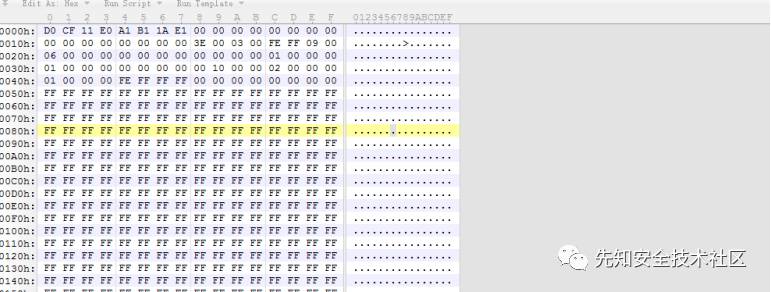 Edit As: Hex Run Script Run Template
0 1 2 3 4 5 6 7 8 9 A B C D E F 0123456789ABCDEF
0000h: D0 CF 11 E0 A1 B1 1A E1 00 00 00 00 00 00 00 00 ................
0010h: 00 00 00 00 00 00 00 00 3E 00 03 00 FE FF 09 00 ........>.......
0020h: 06 00 00 00 00 00 00 00 00 00 00 00 01 00 00 00 ................
0030h: 01 00 00 00 00 00 00 00 00 10 00 00 02 00 00 00 ................
0040h: 01 00 00 00 FE FF FF FF 00 00 00 00 00 00 00 00 ................
0050h: FF FF FF FF FF FF FF FF FF FF FF FF FF FF FF FF ................
0060h: FF FF FF FF FF FF FF FF FF FF FF FF FF FF FF FF ................
0070h: FF FF FF FF FF FF FF FF FF FF FF FF FF FF FF FF ................
0080h: FF FF FF FF FF FF FF FF FF FF FF FF FF FF FF FF ................
0090h: FF FF FF FF FF FF FF FF FF FF FF FF FF FF FF FF ................
00A0h: FF FF FF FF FF FF FF FF FF FF FF FF FF FF FF FF ................
00B0h: FF FF FF FF FF FF FF FF FF FF FF FF FF FF FF FF ................
00C0h: FF FF FF FF FF FF FF FF FF FF FF FF FF FF FF FF ................
00D0h: FF FF FF FF FF FF FF FF FF FF FF FF FF FF FF FF ................
00E0h: FF FF FF FF FF FF FF FF FF FF FF FF FF FF FF FF ................
00F0h: FF FF FF FF FF FF FF FF FF FF FF FF FF FF FF FF ................
0100h: FF FF FF FF FF FF FF FF FF FF FF FF FF FF FF FF ................
0110h: FF FF FF FF FF FF FF FF FF FF FF FF FF FF FF FF ................
0120h: FF FF FF FF FF FF FF FF FF FF FF FF FF FF FF FF ................
0130h: FF FF FF FF FF FF FF FF FF FF FF FF FF FF FF FF ................
0140h: FF FF FF FF FF FF FF FF FF FF FF FF FF FF FF FF ................
先知安全技术社区